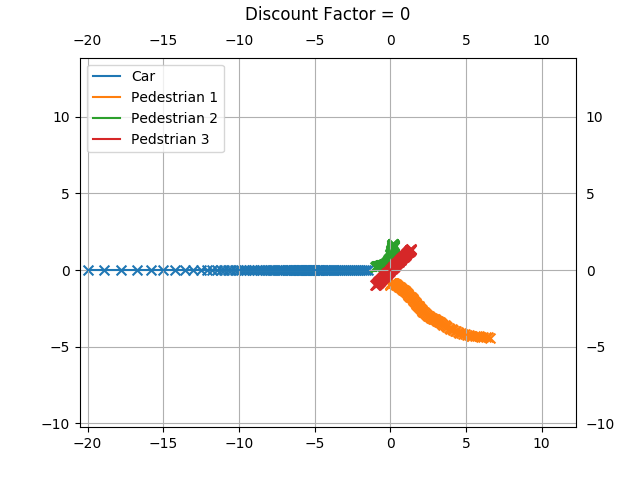 Discount Factor = 0
−20 −15 −10 −5 0 5 10
Car
Pedestrian 1
Pedestrian 2
Pedstrian 3
10 10
5 5
0 0
−5 −5
−10 −10
−20 −15 −10 −5 0 5 10